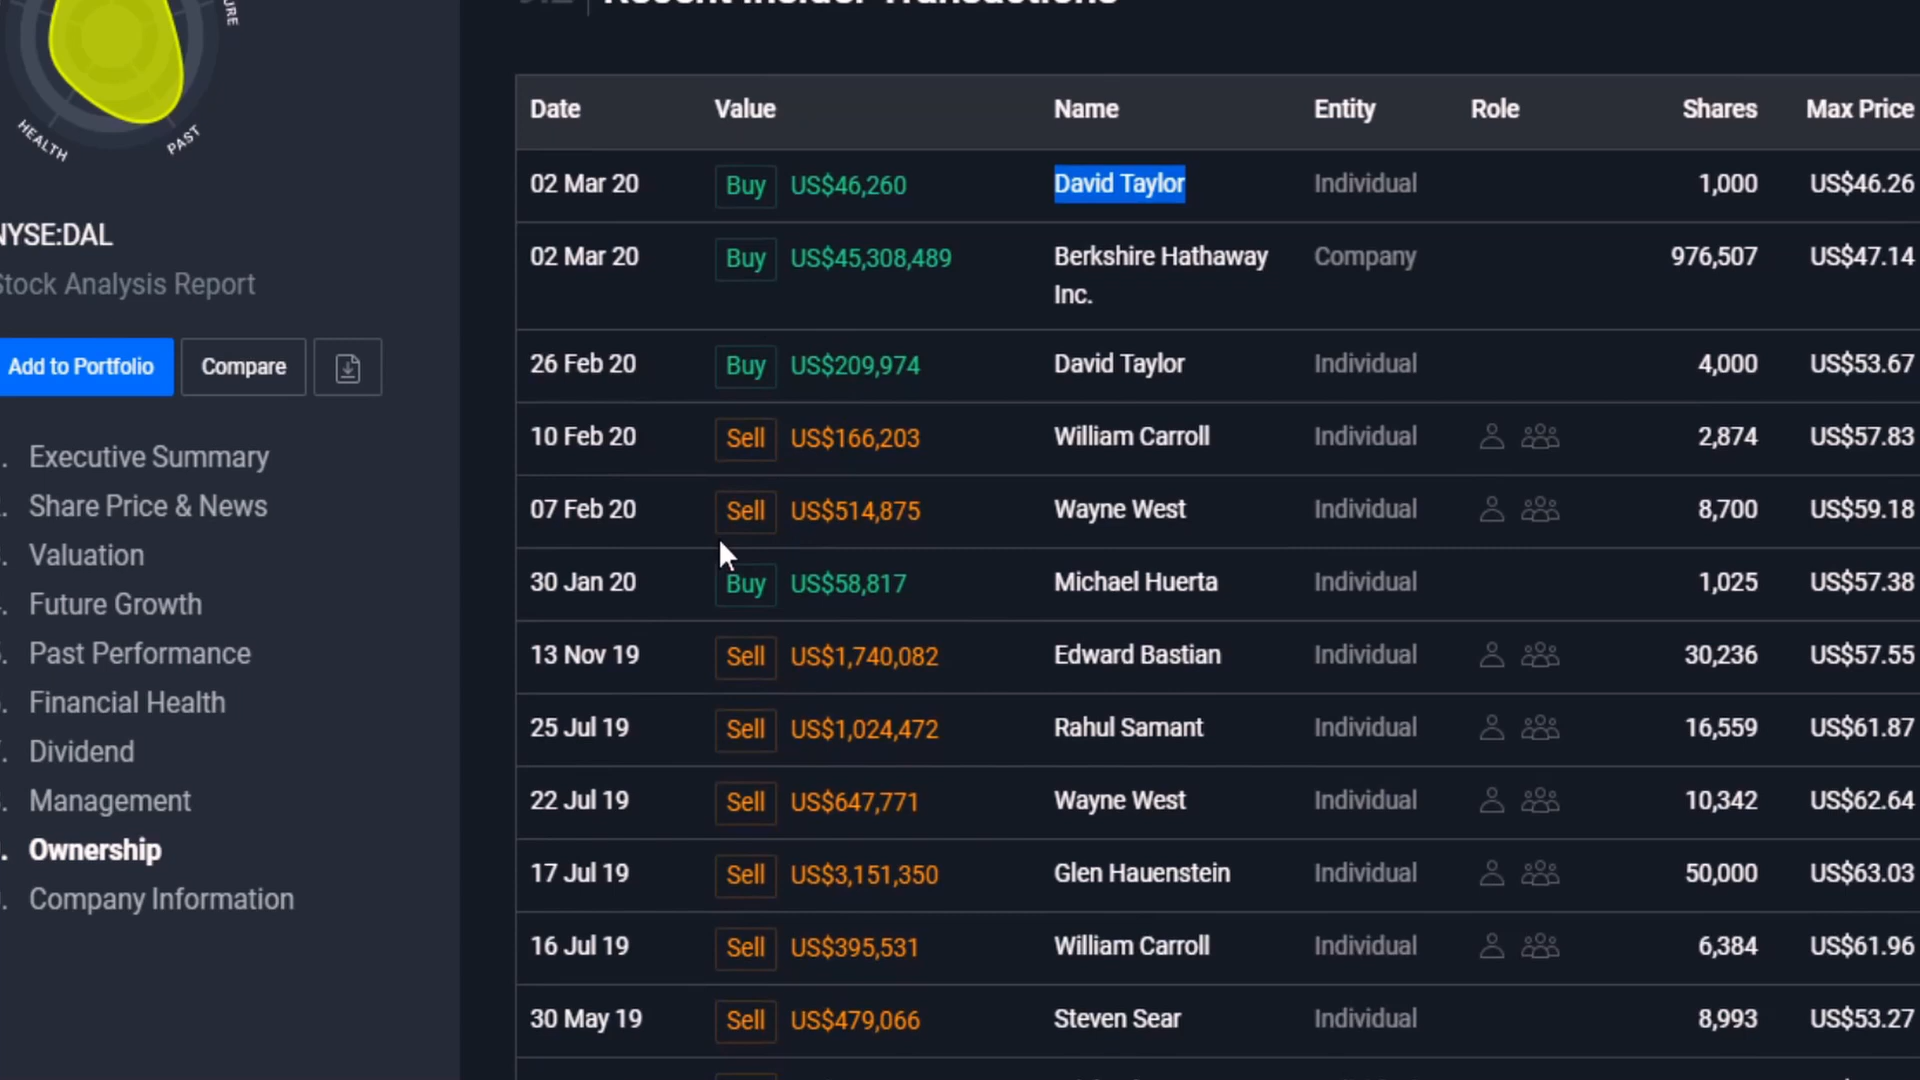 Recent Insider Transactions
HEALTH
PAST
NYSE:DAL
Stock Analysis Report
Add to Portfolio
Compare
Executive Summary
Share Price & News
Valuation
Future Growth
Past Performance
Financial Health
Dividend
Management
Ownership
Company Information
Date Value Name Entity Role Shares Max Price
02 Mar 20 Buy US$46,260 David Taylor Individual 1,000 US$46.26
02 Mar 20 Buy US$45,308,489 Berkshire Hathaway Company 976,507 US$47.14
Inc.
26 Feb 20 Buy US$209,974 David Taylor Individual 4,000 US$53.67
10 Feb 20 Sell US$166,203 William Carroll Individual 2,874 US$57.83
07 Feb 20 Sell US$514,875 Wayne West Individual 8,700 US$59.18
30 Jan 20 Buy US$58,817 Michael Huerta Individual 1,025 US$57.38
13 Nov 19 Sell US$1,740,082 Edward Bastian Individual 30,236 US$57.55
25 Jul 19 Sell US$1,024,472 Rahul Samant Individual 16,559 US$61.87
22 Jul 19 Sell US$647,771 Wayne West Individual 10,342 US$62.64
17 Jul 19 Sell US$3,151,350 Glen Hauenstein Individual 50,000 US$63.03
16 Jul 19 Sell US$395,531 William Carroll Individual 6,384 US$61.96
30 May 19 Sell US$479,066 Steven Sear Individual 8,993 US$53.27